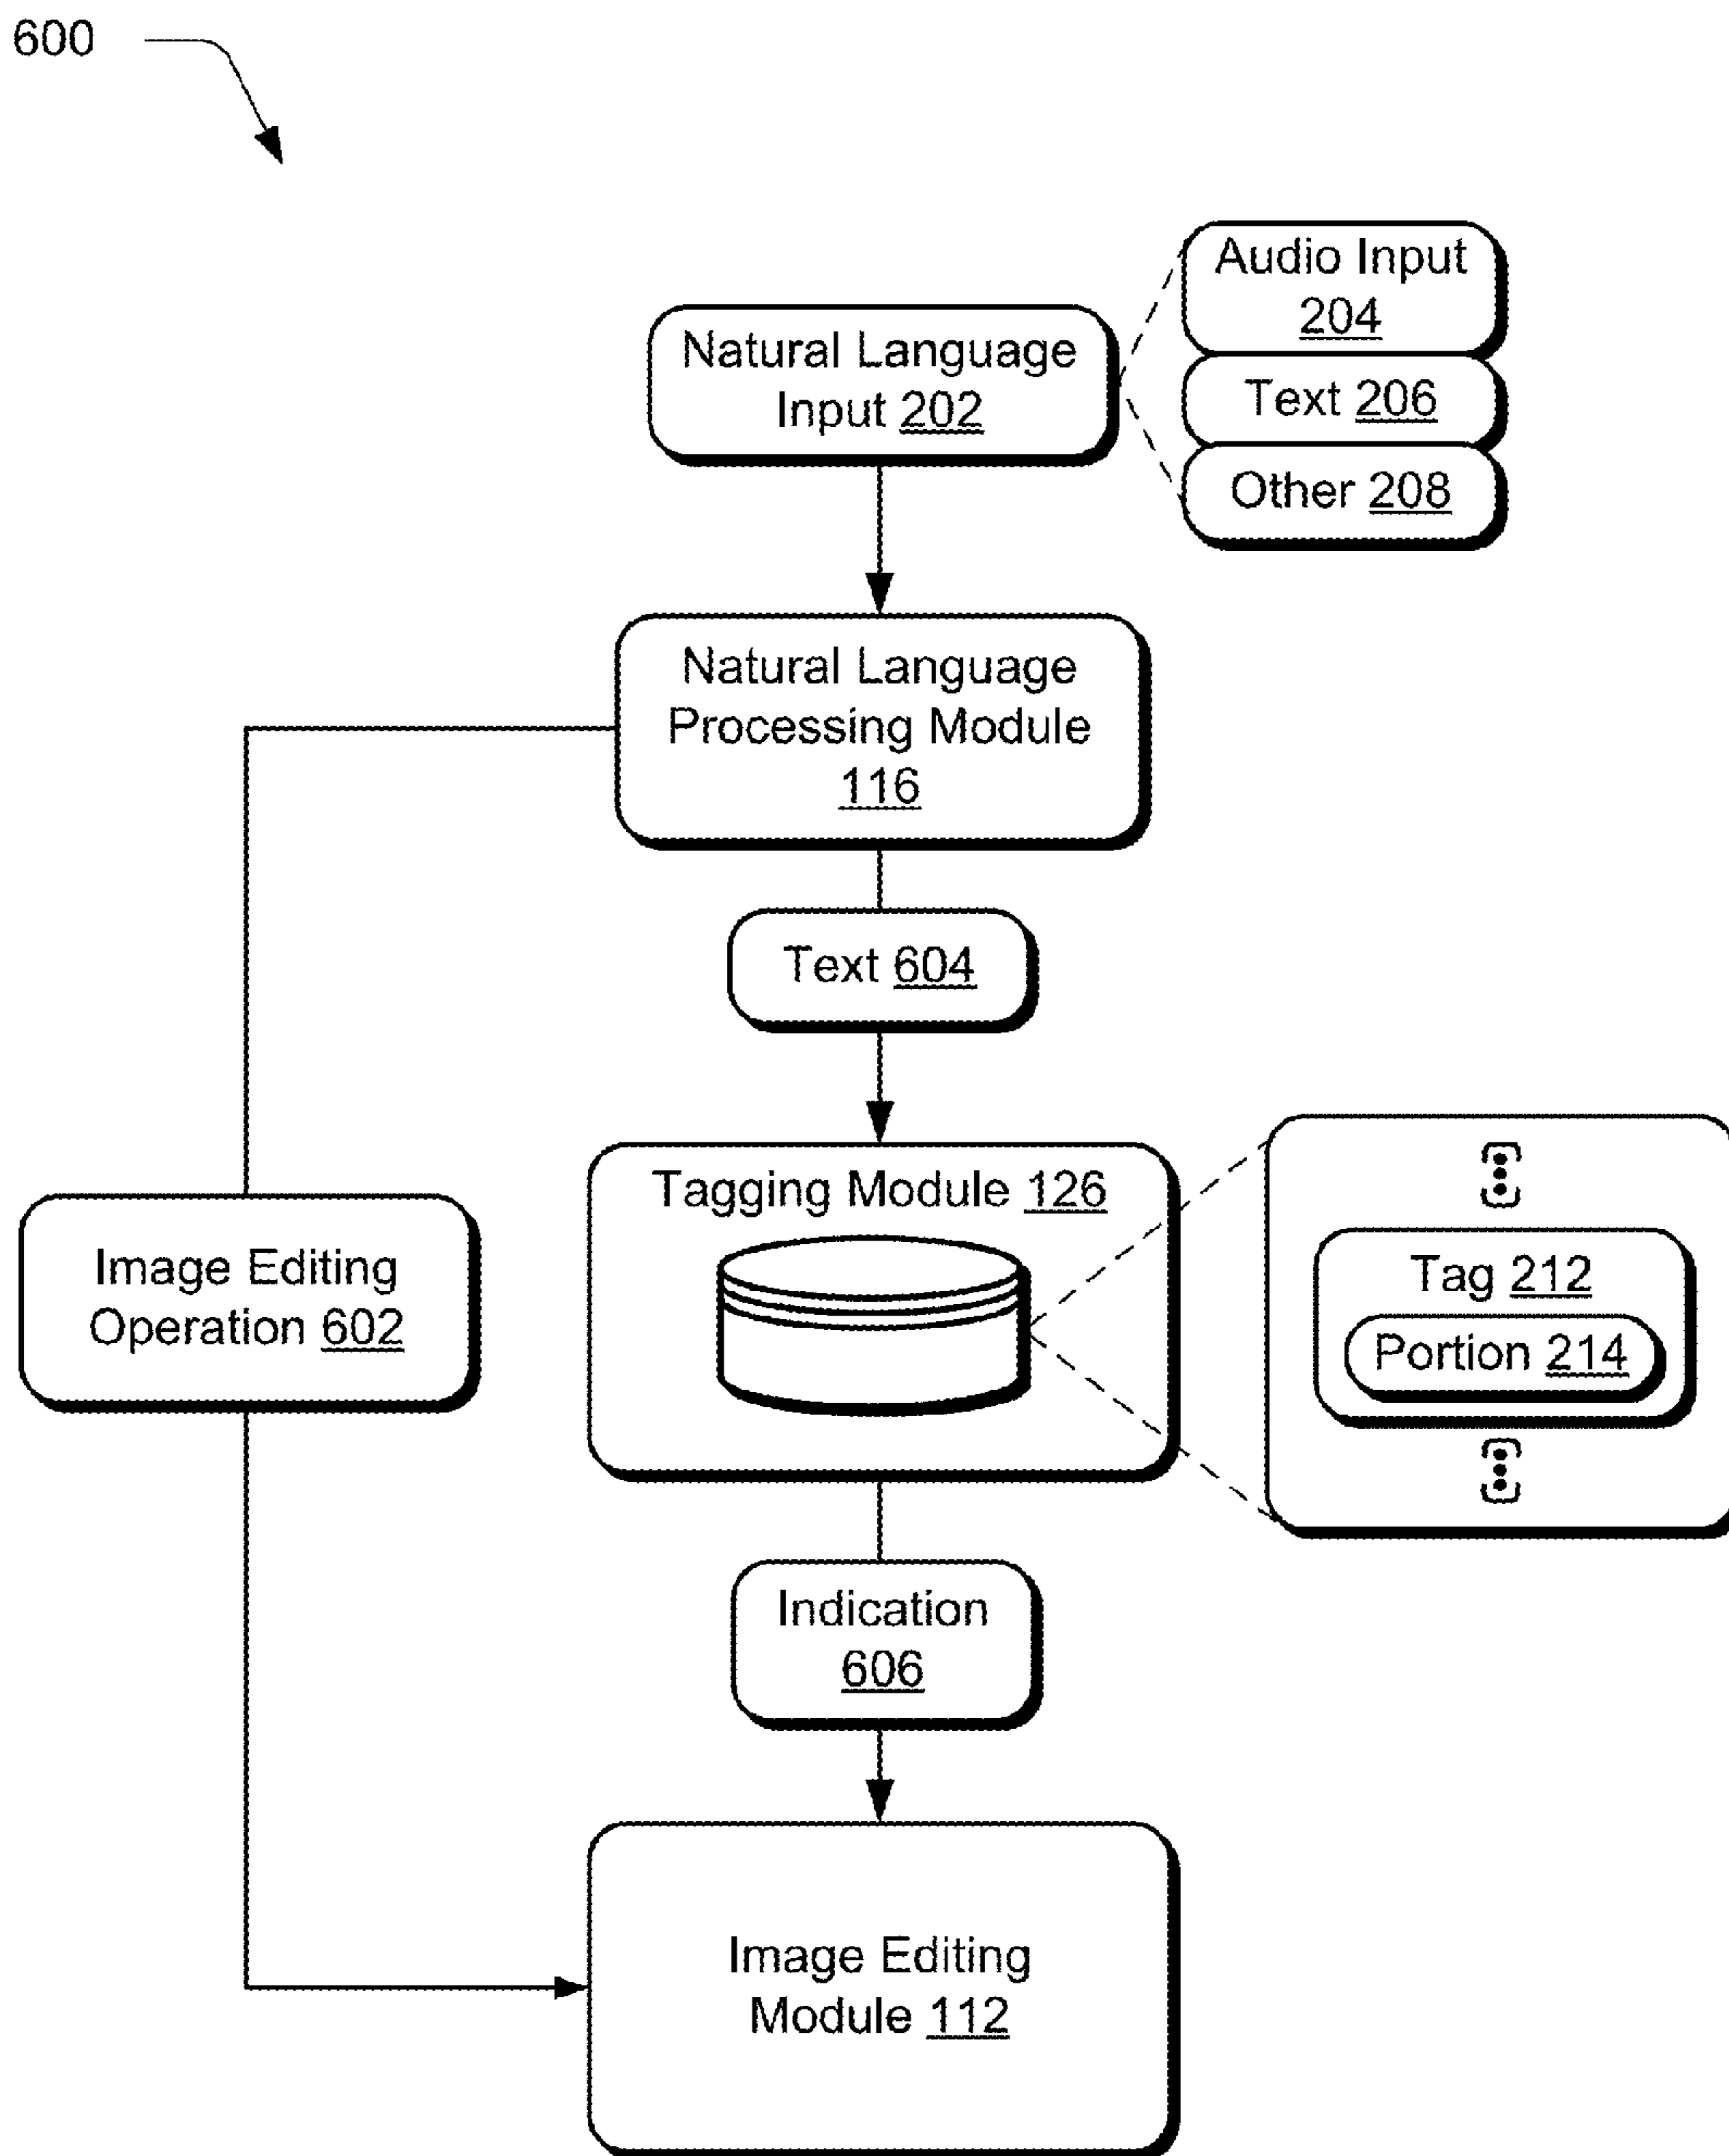 600
Audio Input
204
Natural Language
Input 202
Text 206
Other 208
Natural Language
Processing Module
116
Text 604
Tagging Module 126
Tag 212
Portion 214
Image Editing
Operation 602
Indication
606
Image Editing
Module 112